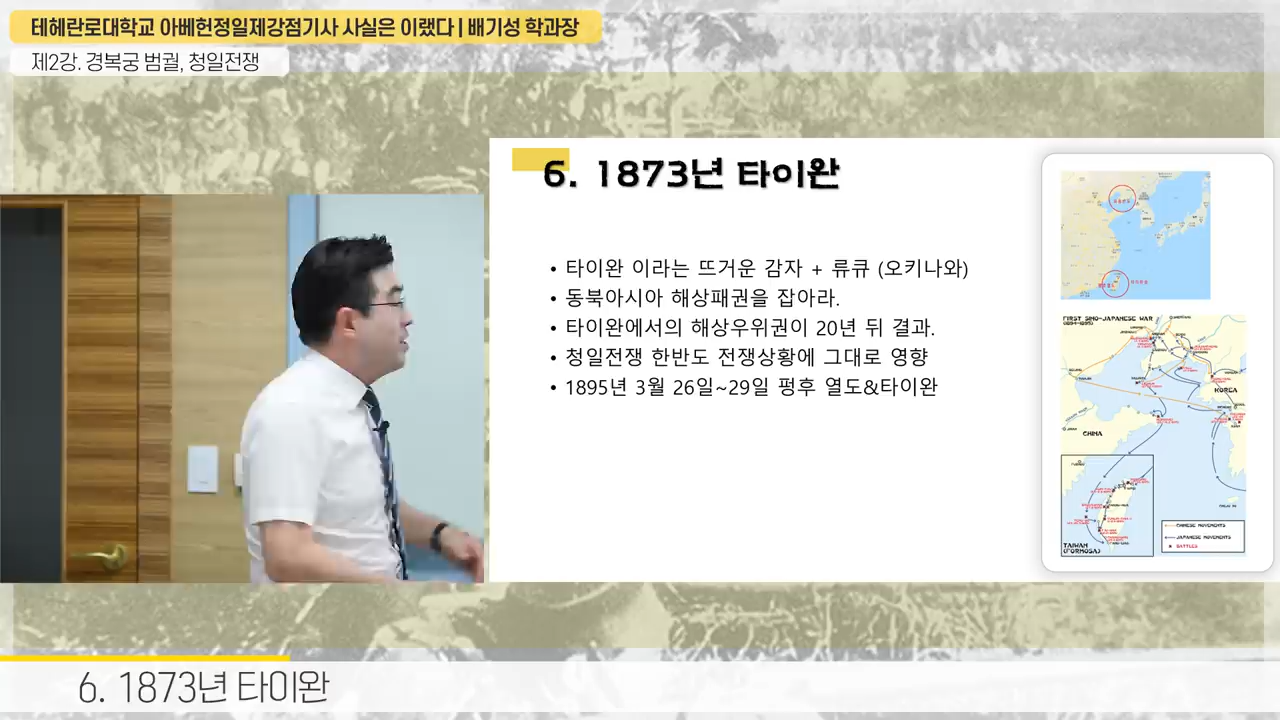 테헤란로대학교 아베헌정일제강점기사 사실은 이랬다 | 배기성 학과장
제2강. 경복궁 범궐, 청일전쟁
6. 1873년 타이완
• 타이완 이라는 뜨거운 감자 + 류큐 (오키나와)
• 동북아시아 해상패권을 잡아라.
• 타이완에서의 해상우위권이 20년 뒤 결과.
• 청일전쟁 한반도 전쟁상황에 그대로 영향
• 1895년 3월 26일~29일 펑후 열도&타이완
FIRST SINO-JAPANESE WAR
(1894-1895)
KOREA
CHINA
TAIWAN
(FORMOSA)
CHINESE MOVEMENTS
JAPANESE MOVEMENTS
BATTLES
6. 1873년 타이완